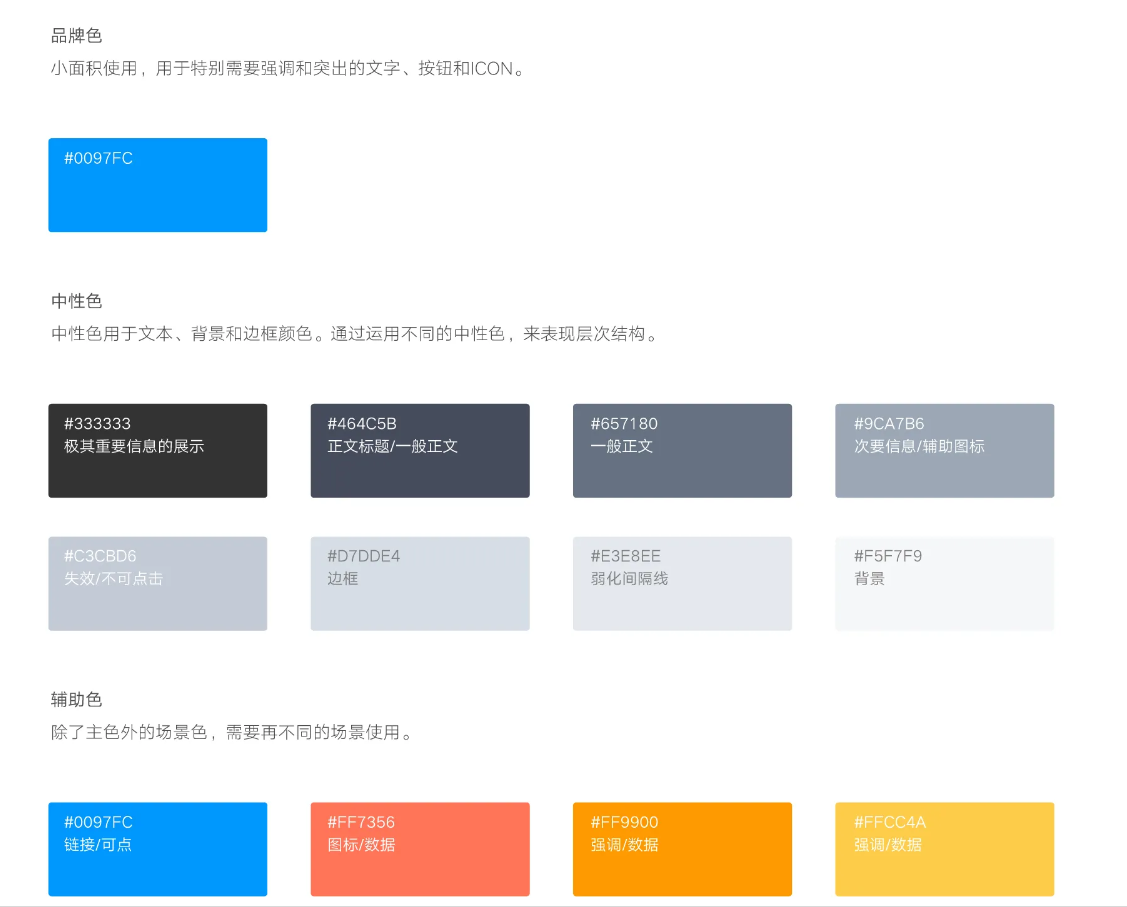 品牌色
小面积使用，用于特别需要强调和突出的文字、按钮和ICON。
#0097FC
中性色
中性色用于文本、背景和边框颜色。通过运用不同的中性色，来表现层次结构。
#333333
极其重要信息的展示
#464C5B
正文标题/一般正文
#657180
一般正文
#9CA7B6
次要信息/辅助图标
#C3CBD6
失效/不可点击
#D7DDE4
边框
#E3E8EE
弱化间隔线
#F5F7F9
背景
辅助色
除了主色外的场景色，需要再不同的场景使用。
#0097FC
链接/可点
#FF7356
图标/数据
#FF9900
强调/数据
#FFCC4A
强调/数据